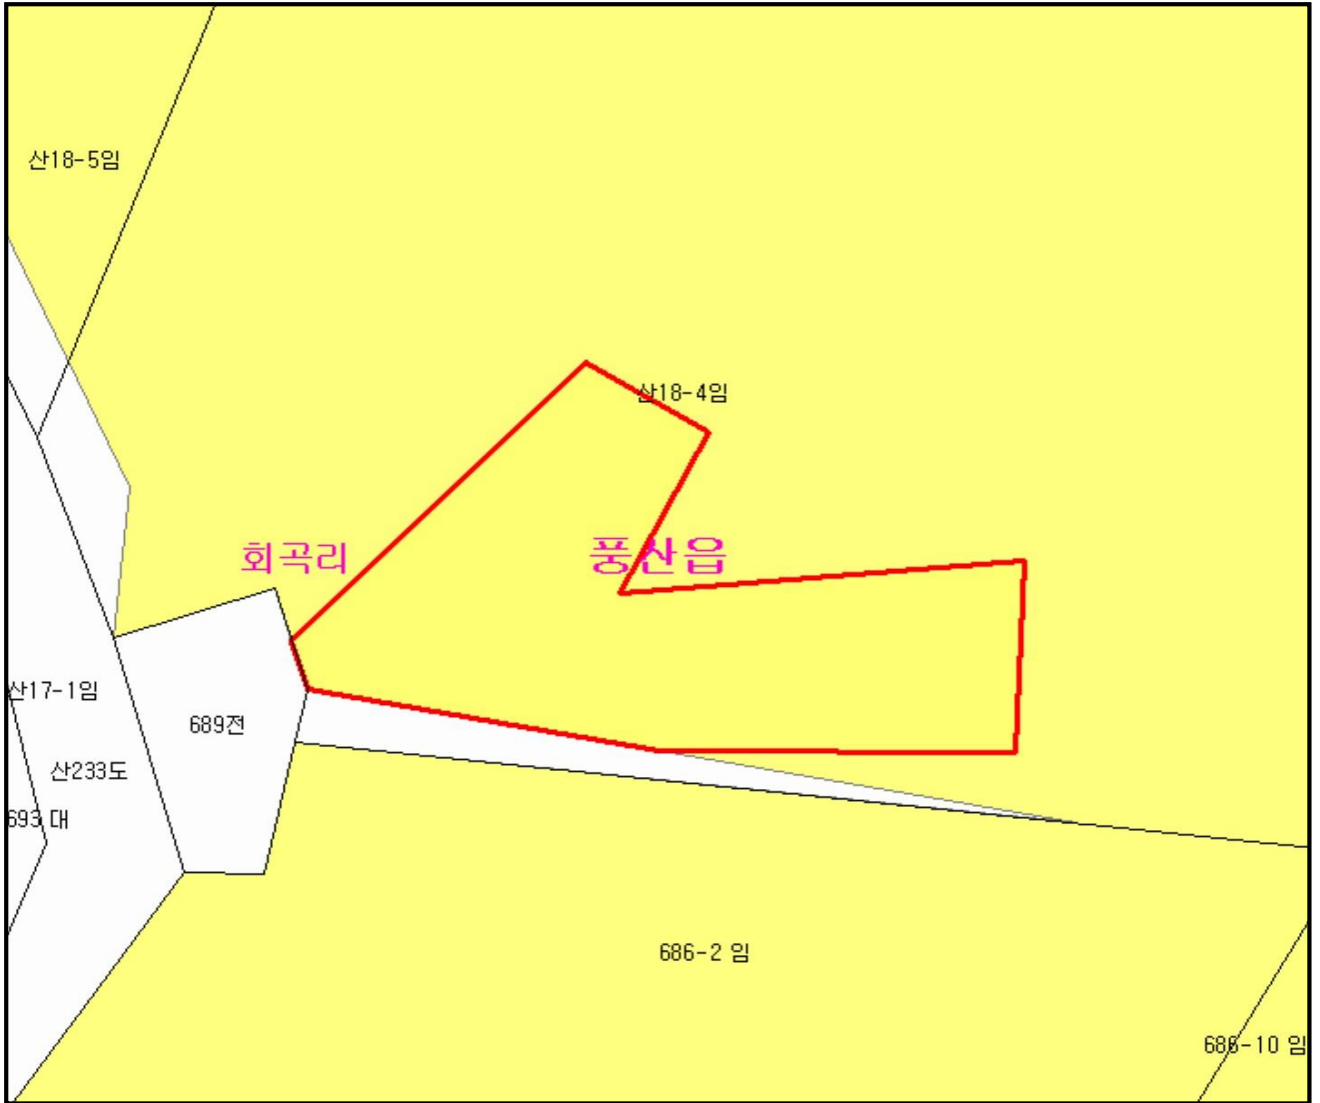 산18-5임
산18-4임
회곡리
풍산읍
산17-1임
689전
산233도
693 대
686-2 임
686-10 임